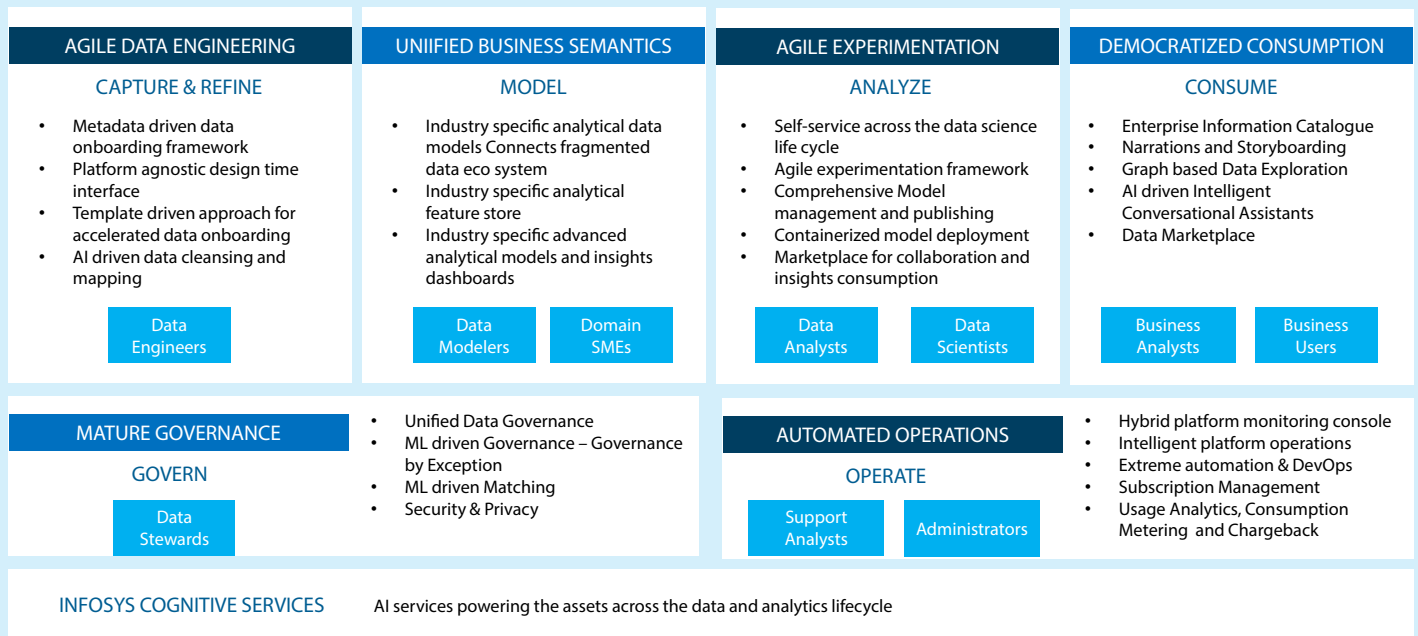 AGILE DATA ENGINEERING
CAPTURE & REFINE
• Metadata driven data
onboarding framework
• Platform agnostic design time
interface
• Template driven approach for
accelerated data onboarding
• AI driven data cleansing and
mapping
Data
Engineers
UNIIFIED BUSINESS SEMANTICS
MODEL
• Industry specific analytical data
models Connects fragmented
data eco system
• Industry specific analytical
feature store
• Industry specific advanced
analytical models and insights
dashboards
Data
Modelers
Domain
SMEs
AGILE EXPERIMENTATION
ANALYZE
• Self-service across the data science
life cycle
• Agile experimentation framework
• Comprehensive Model
management and publishing
• Containerized model deployment
• Marketplace for collaboration and
insights consumption
Data
Analysts
Data
Scientists
DEMOCRATIZED CONSUMPTION
CONSUME
• Enterprise Information Catalogue
• Narrations and Storyboarding
• Graph based Data Exploration
• AI driven Intelligent
Conversational Assistants
• Data Marketplace
Business
Analysts
Business
Users
MATURE GOVERNANCE
GOVERN
Data
Stewards
• Unified Data Governance
• ML driven Governance – Governance
by Exception
• ML driven Matching
• Security & Privacy
AUTOMATED OPERATIONS
OPERATE
Support
Analysts
Administrators
• Hybrid platform monitoring console
• Intelligent platform operations
• Extreme automation & DevOps
• Subscription Management
• Usage Analytics, Consumption
Metering and Chargeback
INFOSYS COGNITIVE SERVICES
AI services powering the assets across the data and analytics lifecycle